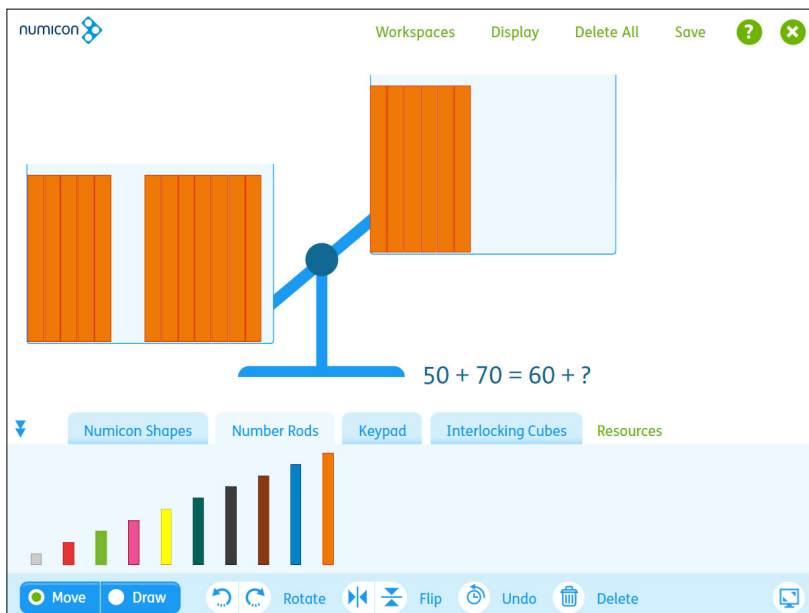 numicon
Workspaces Display Delete All Save ?
50 + 70 = 60 + ?
Numicon Shapes Number Rods Keypad Interlocking Cubes Resources
Move Draw Rotate Flip Undo Delete